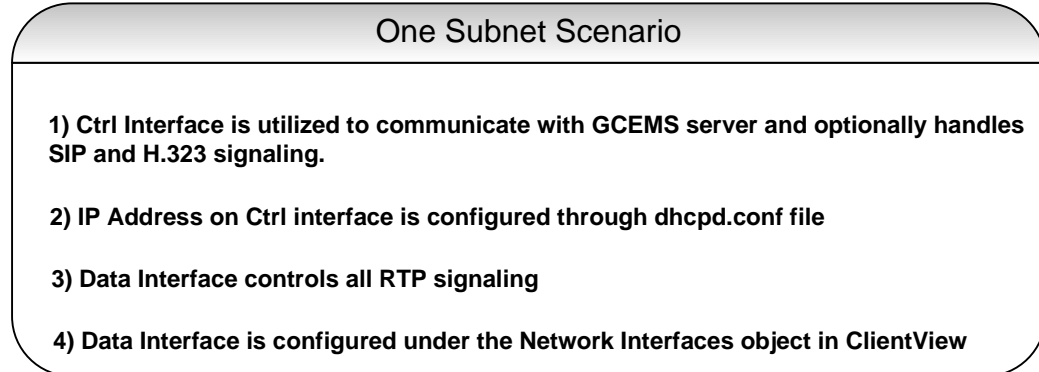 One Subnet Scenario
1) Ctrl Interface is utilized to communicate with GCEMS server and optionally handles
SIP and H.323 signaling.
2) IP Address on Ctrl interface is configured through dhcpd.conf file
3) Data Interface controls all RTP signaling
4) Data Interface is configured under the Network Interfaces object in ClientView